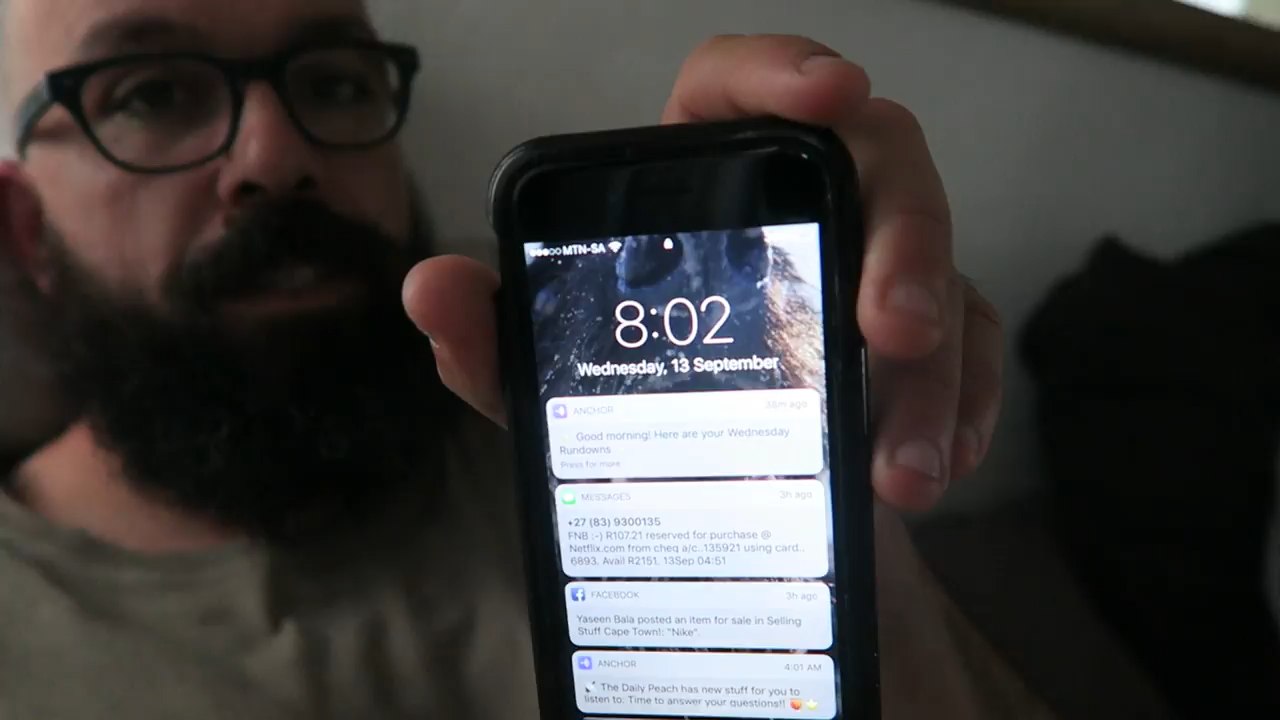 MTN-SA
8:02
Wednesday, 13 September
ANCHOR 38m ago
Good morning! Here are your Wednesday
Rundowns
Press for more
MESSAGES 3h ago
+27 (83) 9300135
FNB :-) R107.21 reserved for purchase @
Netflix.com from cheq a/c..135921 using card..
6893. Avail R2151. 13Sep 04:51
FACEBOOK 3h ago
Yaseen Bala posted an item for sale in Selling
Stuff Cape Town!: "Nike".
ANCHOR 4:01 AM
The Daily Peach has new stuff for you to
listen to: Time to answer your questions!! 🍑⭐